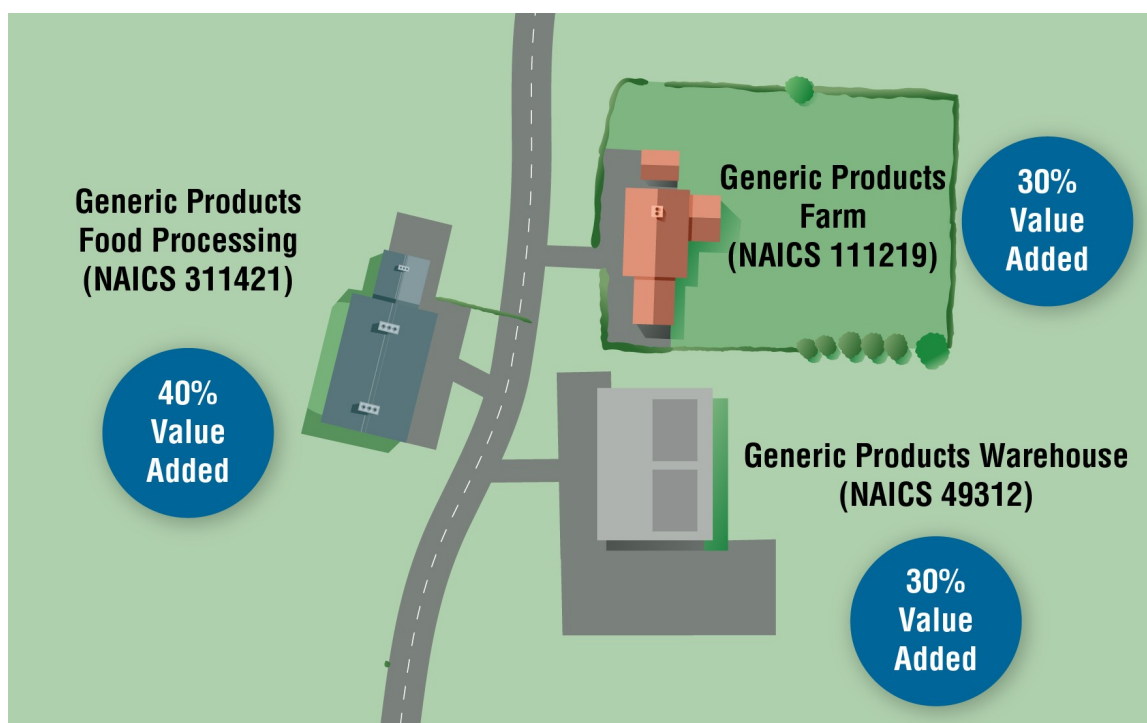 Generic Products
Food Processing
(NAICS 311421)
40%
Value
Added
Generic Products
Farm
(NAICS 111219)
30%
Value
Added
Generic Products Warehouse
(NAICS 49312)
30%
Value
Added